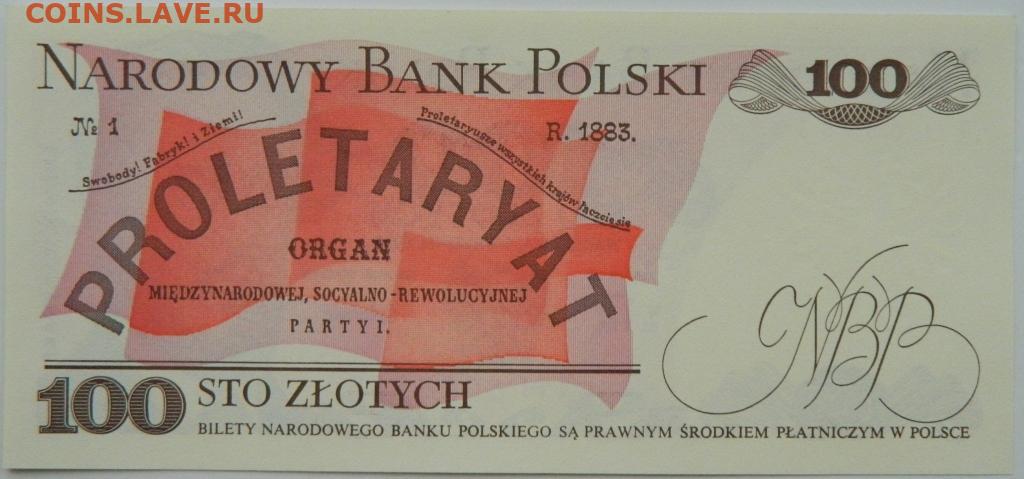 COINS.LAVE.RU
NARODOWY BANK POLSKI
100
№ 1
R. 1883.
Swobody! Fabryk! i Ziemi!
Proletaryusze wszystkich krajów łączcie się
PROLETARYAT
ORGAN
MIĘDZYNARODOWEJ, SOCYALNO-REWOLUCYJNEJ
PARTYI.
NBP
100 STO ZŁOTYCH
BILETY NARODOWEGO BANKU POLSKIEGO SĄ PRAWNYM ŚRODKIEM PŁATNICZYM W POLSCE